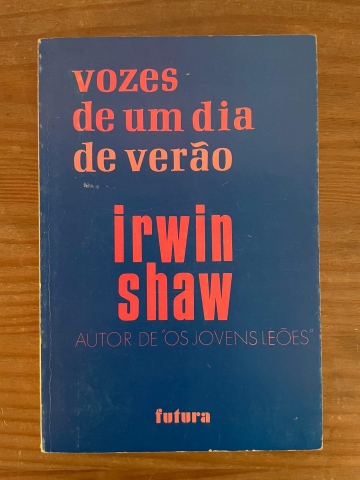 vozes
de um dia
de verão
irwin
shaw
AUTOR DE "OS JOVENS LEÕES"
futura